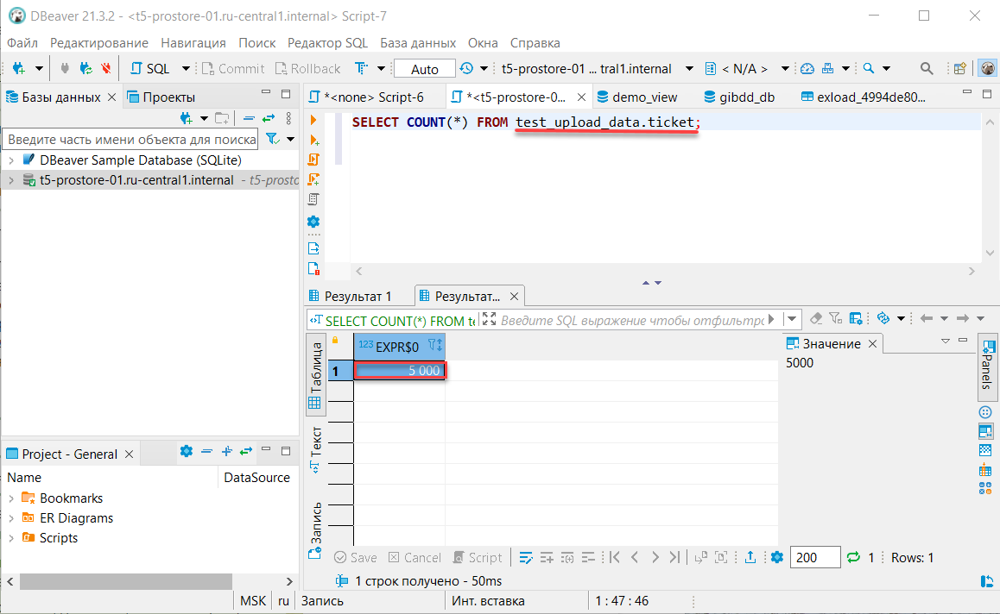 DBeaver 21.3.2 - <t5-prostore-01.ru-central1.internal> Script-7
Файл Редактирование Навигация Поиск Редактор SQL База данных Окна Справка
SQL Commit Rollback Auto t5-prostore-01 ... tral1.internal < N/A >
Базы данных Проекты
*<none> Script-6 *<t5-prostore-0... demo_view gibdd_db exload_4994de80...
Введите часть имени объекта для поиска
DBeaver Sample Database (SQLite)
t5-prostore-01.ru-central1.internal - t5-prosto
SELECT COUNT(*) FROM test_upload_data.ticket;
Результат 1 Результат...
SELECT COUNT(*) FROM te Введите SQL выражение чтобы отфильтро
Таблица
Текст
Запись
123 EXPR$0
1 5 000
Значение
5000
Panels
Project - General
Name DataSource
Bookmarks
ER Diagrams
Scripts
Save Cancel Script 200 1 Rows: 1
1 строк получено - 50ms
MSK ru Запись Инт. вставка 1 : 47 : 46